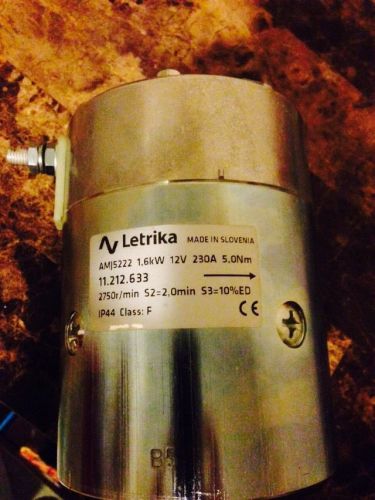 Letrika MADE IN SLOVENIA
AMJ5222 1,6kW 12V 230A 5.0Nm
11.212.633
2750r/min S2=2,0min S3=10%ED
IP44 Class: F CE